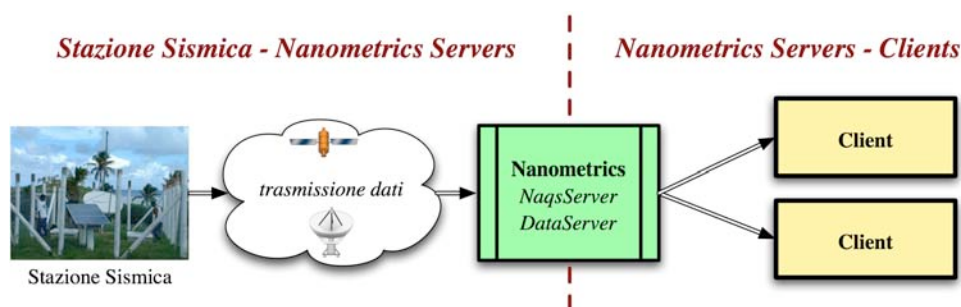 Stazione Sismica - Nanometrics Servers
Nanometrics Servers - Clients
Stazione Sismica
trasmissione dati
Nanometrics
NaqsServer
DataServer
Client
Client